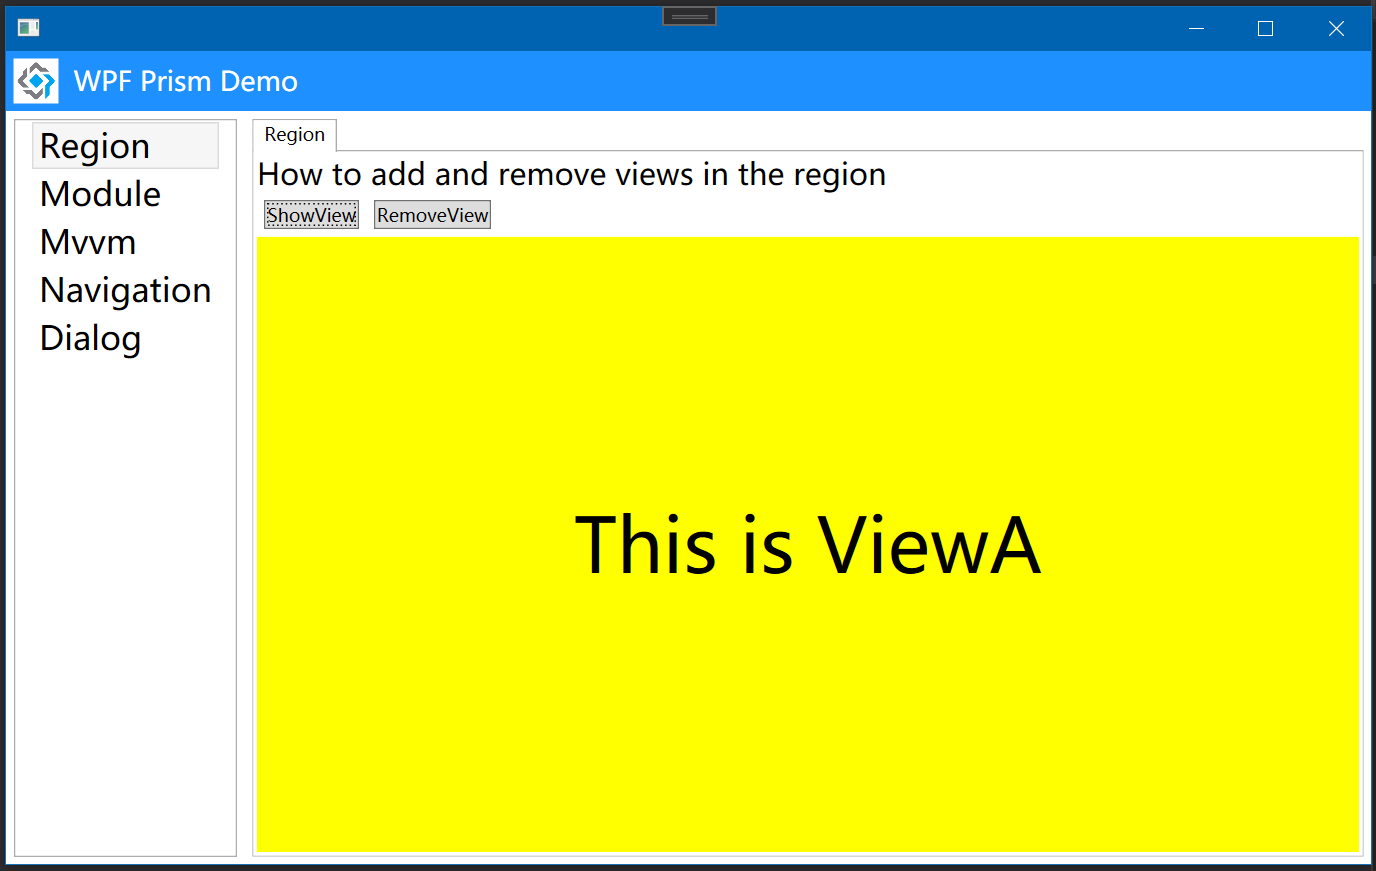 WPF Prism Demo
Region
Module
Mvvm
Navigation
Dialog
Region
How to add and remove views in the region
ShowView RemoveView
This is ViewA